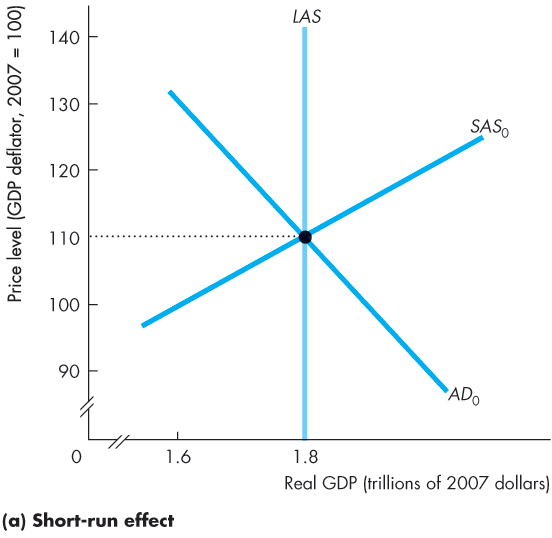 Price level (GDP deflator, 2007 = 100)
LAS
140
130
SAS0
120
110
100
90
AD0
0
1.6
1.8
Real GDP (trillions of 2007 dollars)
(a) Short-run effect